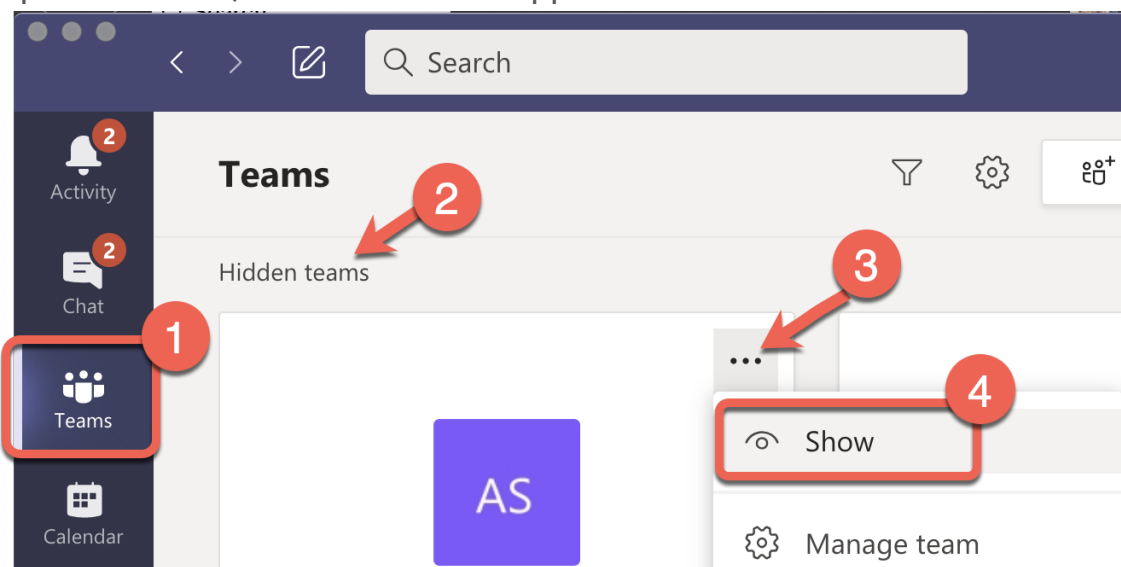 Search
2
Activity
Teams
2
2
Chat
Hidden teams
3
1
...
Teams
4
Show
AS
Calendar
Manage team